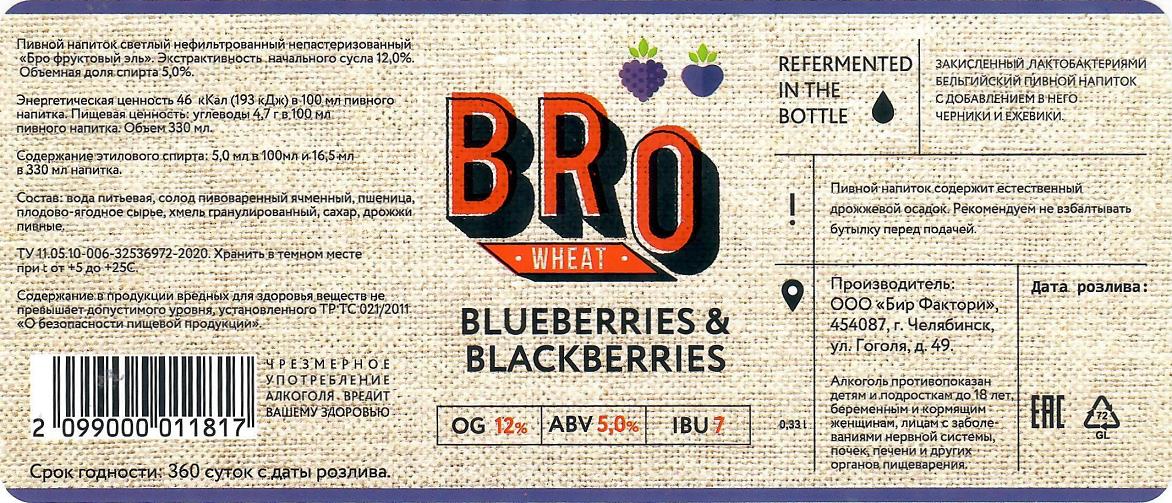 Пивной напиток светлый нефильтрованный непастеризованный
«Бро фруктовый эль». Экстрактивность начального сусла 12,0%.
Объемная доля спирта 5,0%.
Энергетическая ценность 46 кКал (193 кДж) в 100 мл пивного
напитка. Пищевая ценность: углеводы 4,7 г в 100 мл
пивного напитка. Объем 330 мл.
Содержание этилового спирта: 5,0 мл в 100мл и 16,5 мл
в 330 мл напитка.
Состав: вода питьевая, солод пивоваренный ячменный, пшеница,
плодово-ягодное сырье, хмель гранулированный, сахар, дрожжи
пивные.
ТУ 11.05.10-006-32536972-2020. Хранить в темном месте
при t от +5 до +25С.
Содержание в продукции вредных для здоровья веществ не
превышает допустимого уровня, установленного ТР ТС 021/2011
«О безопасности пищевой продукции».
2 099000 011817
ЧРЕЗМЕРНОЕ
УПОТРЕБЛЕНИЕ
АЛКОГОЛЯ ВРЕДИТ
ВАШЕМУ ЗДОРОВЬЮ
Срок годности: 360 суток с даты розлива.
BRO
· WHEAT ·
BLUEBERRIES &
BLACKBERRIES
OG 12% ABV 5,0% IBU 7
0,33 l
REFERMENTED
IN THE
BOTTLE
ЗАКИСЛЕННЫЙ ЛАКТОБАКТЕРИЯМИ
БЕЛЬГИЙСКИЙ ПИВНОЙ НАПИТОК
С ДОБАВЛЕНИЕМ В НЕГО
ЧЕРНИКИ И ЕЖЕВИКИ.
!
Пивной напиток содержит естественный
дрожжевой осадок. Рекомендуем не взбалтывать
бутылку перед подачей.
Производитель:
ООО «Бир Фактори»,
454087, г. Челябинск,
ул. Гоголя, д. 49.
Дата розлива:
Алкоголь противопоказан
детям и подросткам до 18 лет,
беременным и кормящим
женщинам, лицам с заболе-
ваниями нервной системы,
почек, печени и других
органов пищеварения.
EAC
72
GL